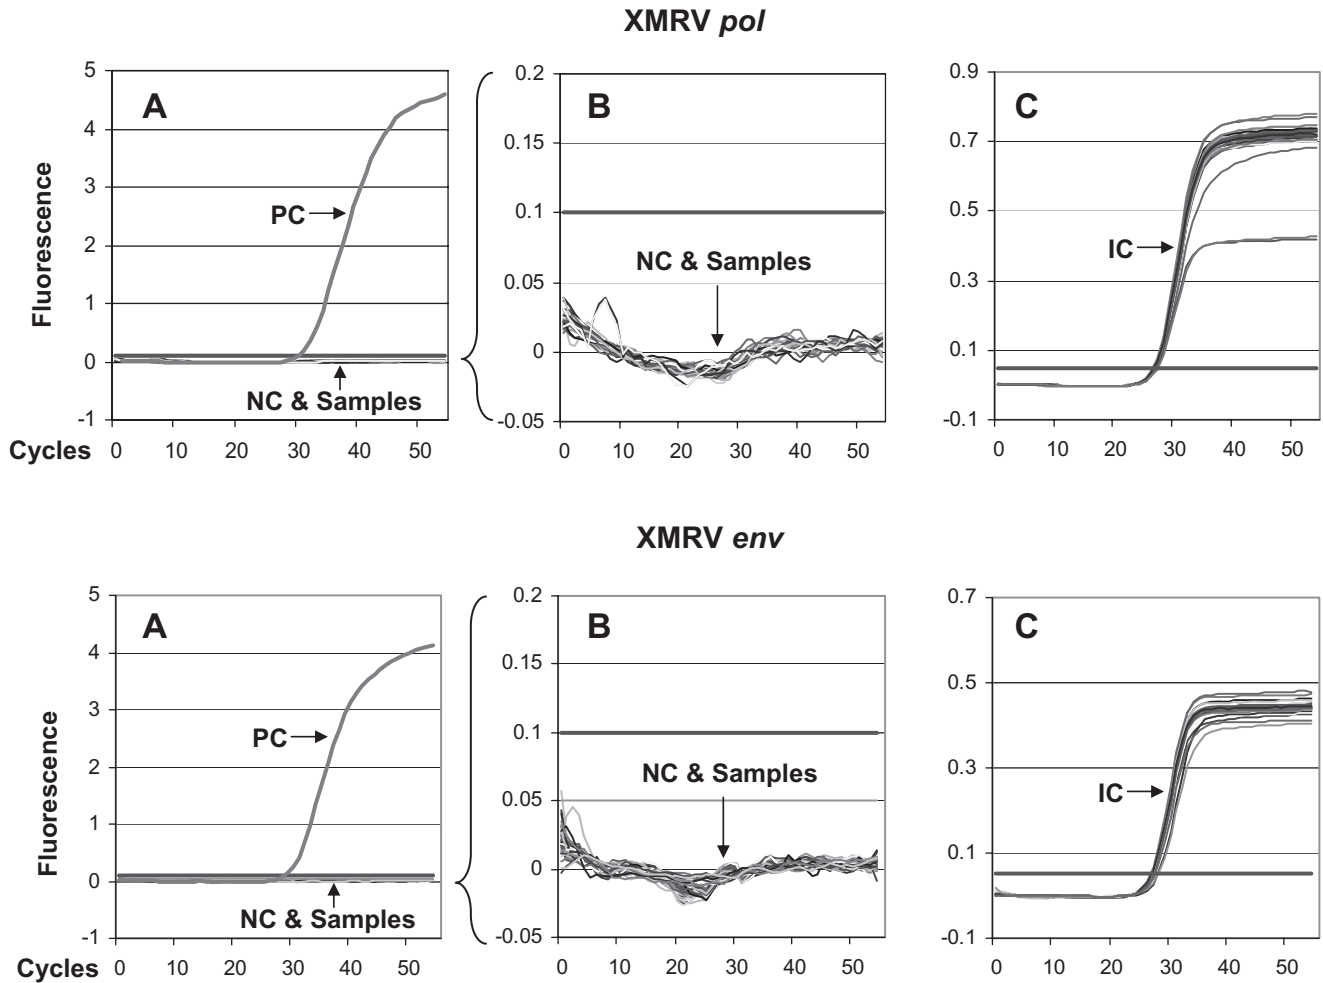 XMRV pol
A
B
C
Fluorescence
5
4
3
2
1
0
-1
PC
NC & Samples
0.2
0.15
0.1
0.05
0
-0.05
NC & Samples
0.9
0.7
0.5
0.3
0.1
-0.1
IC
Cycles 0 10 20 30 40 50
0 10 20 30 40 50
0 10 20 30 40 50
XMRV env
A
B
C
Fluorescence
5
4
3
2
1
0
-1
PC
NC & Samples
0.2
0.15
0.1
0.05
0
-0.05
NC & Samples
0.7
0.5
0.3
0.1
-0.1
IC
Cycles 0 10 20 30 40 50
0 10 20 30 40 50
0 10 20 30 40 50